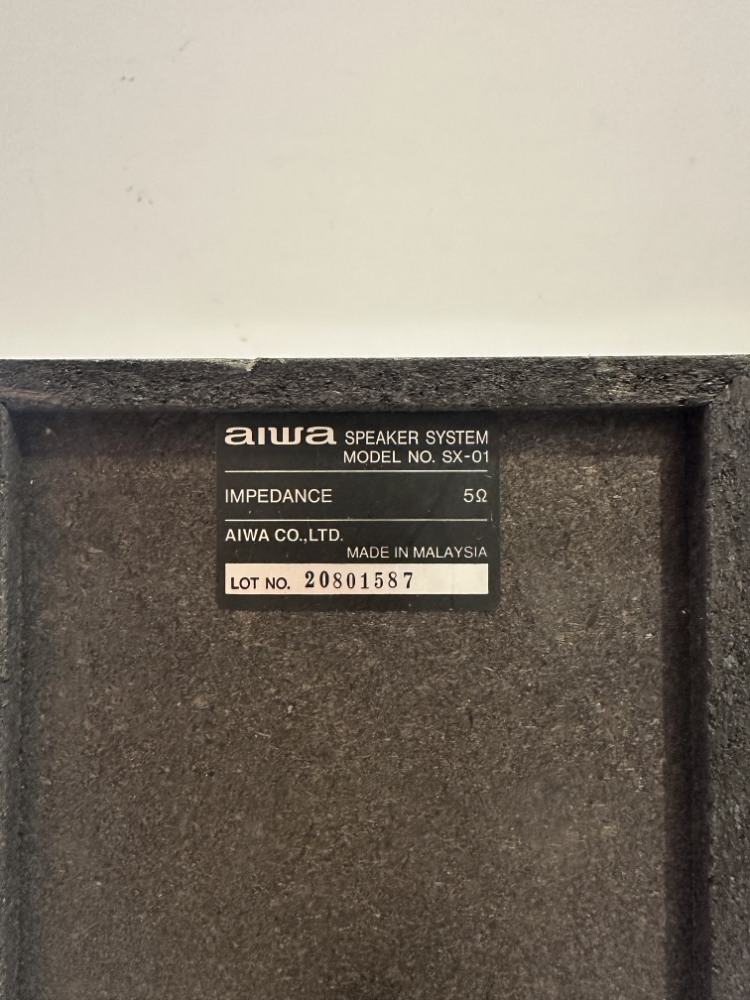 aiwa SPEAKER SYSTEM
MODEL NO. SX-01
IMPEDANCE 5Ω
AIWA CO.,LTD.
MADE IN MALAYSIA
LOT NO. 20801587